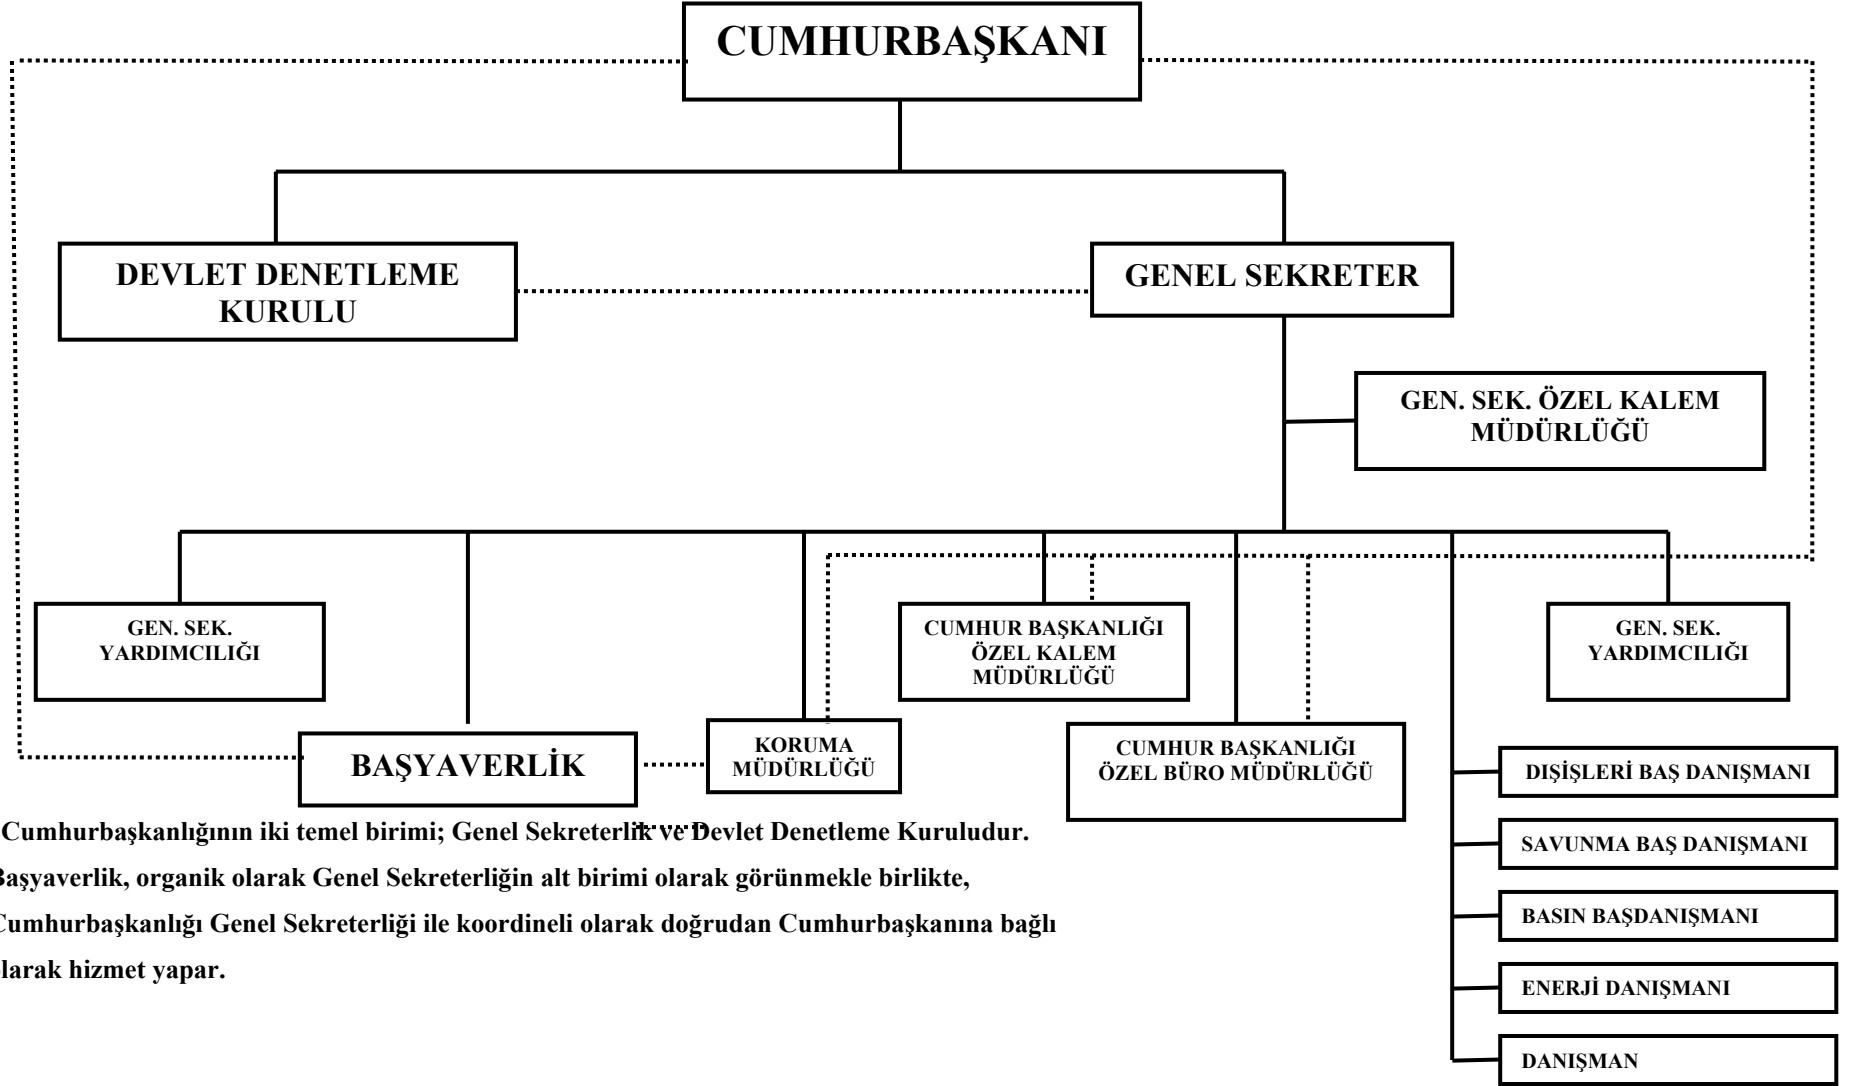 CUMHURBAŞKANI
DEVLET DENETLEME
KURULU
GENEL SEKRETER
GEN. SEK. ÖZEL KALEM
MÜDÜRLÜĞÜ
GEN. SEK.
YARDIMCILIĞI
CUMHUR BAŞKANLIĞI
ÖZEL KALEM
MÜDÜRLÜĞÜ
GEN. SEK.
YARDIMCILIĞI
BAŞYAVERLİK
KORUMA
MÜDÜRLÜĞÜ
CUMHUR BAŞKANLIĞI
ÖZEL BÜRO MÜDÜRLÜĞÜ
DIŞİŞLERİ BAŞ DANIŞMANI
SAVUNMA BAŞ DANIŞMANI
BASIN BAŞDANIŞMANI
ENERJİ DANIŞMANI
DANIŞMAN
Cumhurbaşkanlığının iki temel birimi; Genel Sekreterlik ve Devlet Denetleme Kuruludur.
Başyaverlik, organik olarak Genel Sekreterliğin alt birimi olarak görünmekle birlikte,
Cumhurbaşkanlığı Genel Sekreterliği ile koordineli olarak doğrudan Cumhurbaşkanına bağlı
olarak hizmet yapar.